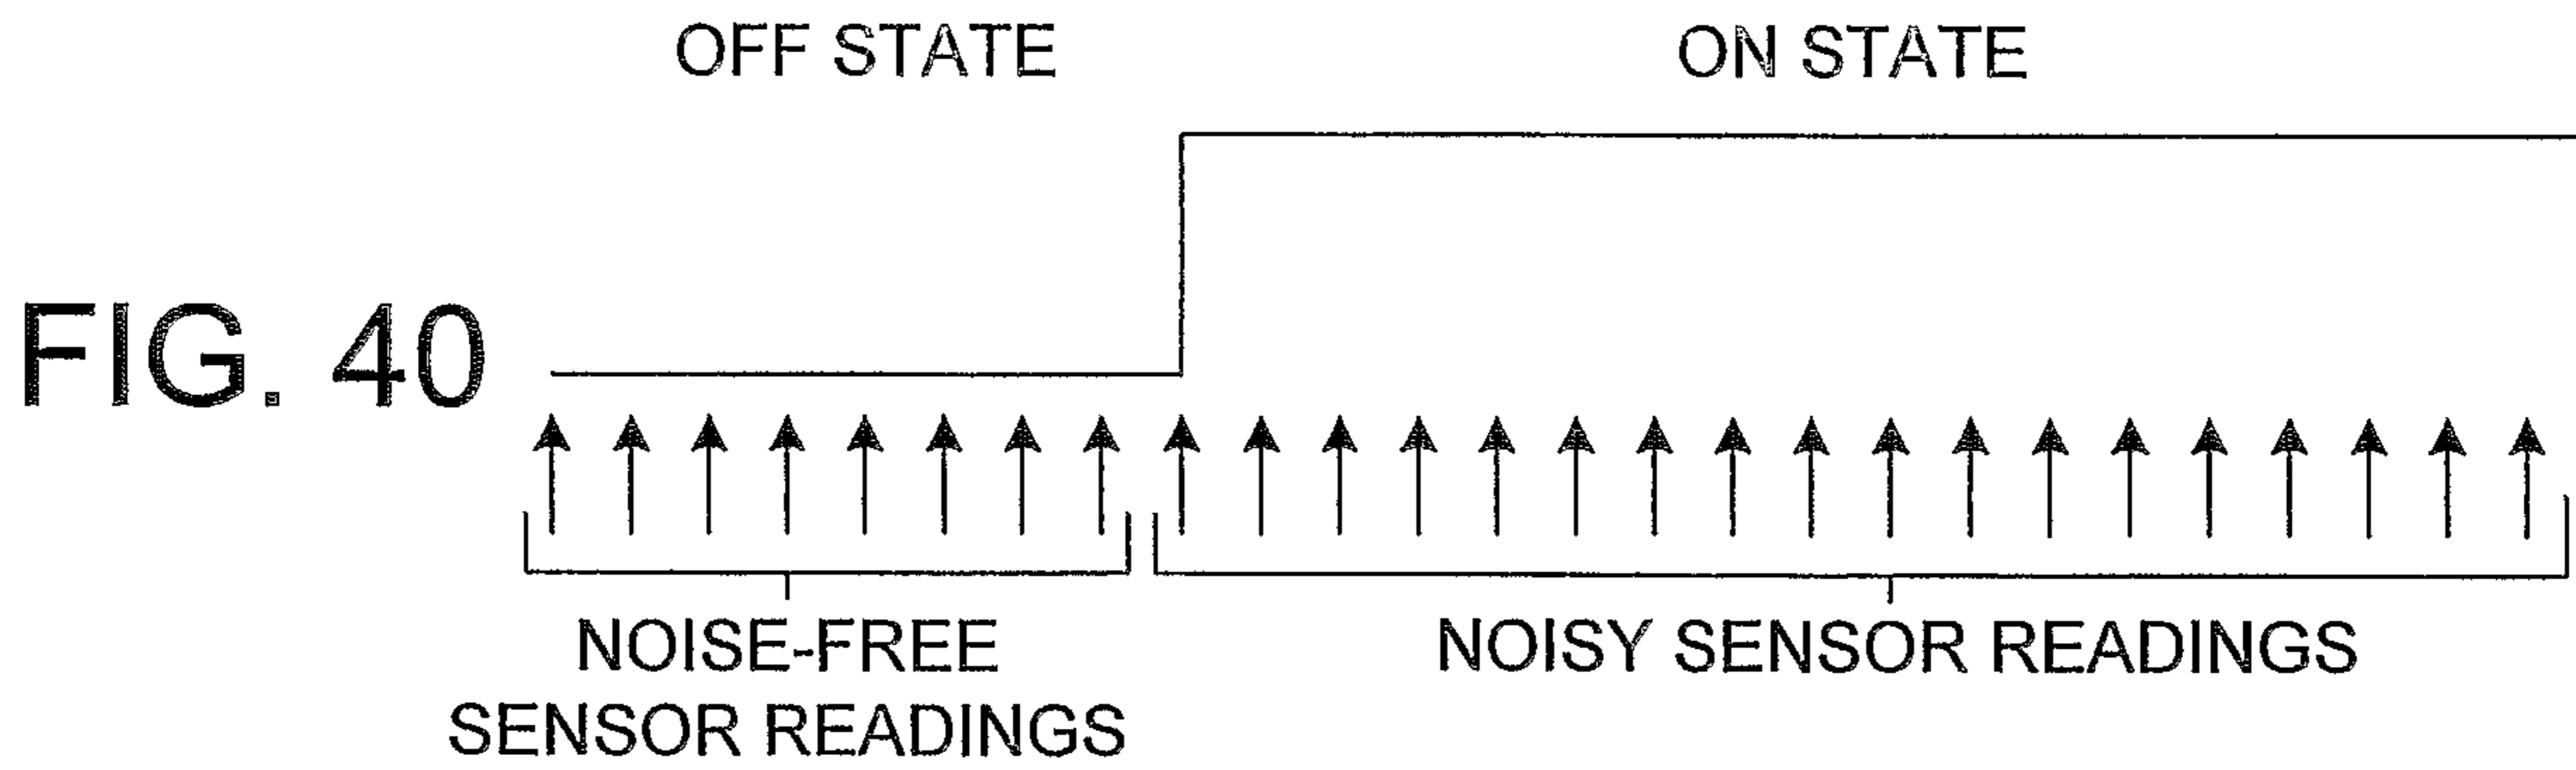 OFF STATE
ON STATE
FIG. 40
NOISE-FREE
SENSOR READINGS
NOISY SENSOR READINGS